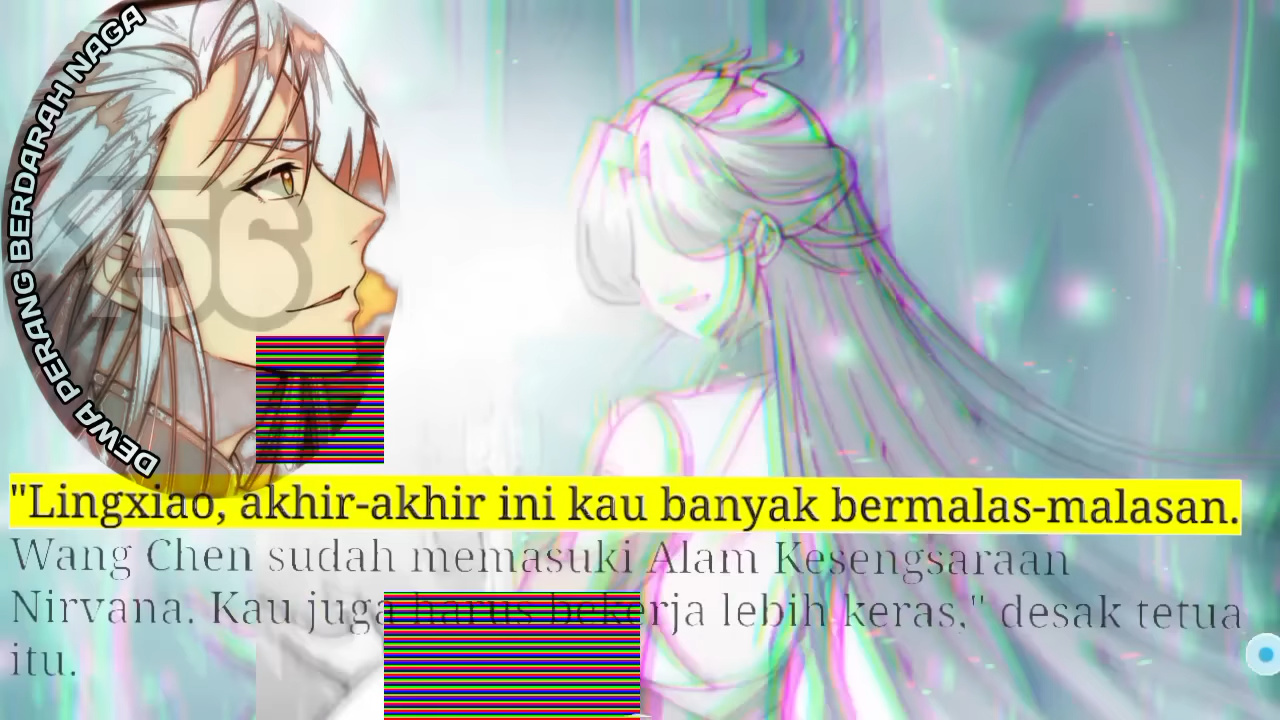 DEWA PERANG BERDARAH NAGA
156
"Lingxiao, akhir-akhir ini kau banyak bermalas-malasan.
Wang Chen sudah memasuki Alam Kesengsaraan
Nirvana. Kau juga harus bekerja lebih keras," desak tetua
itu.